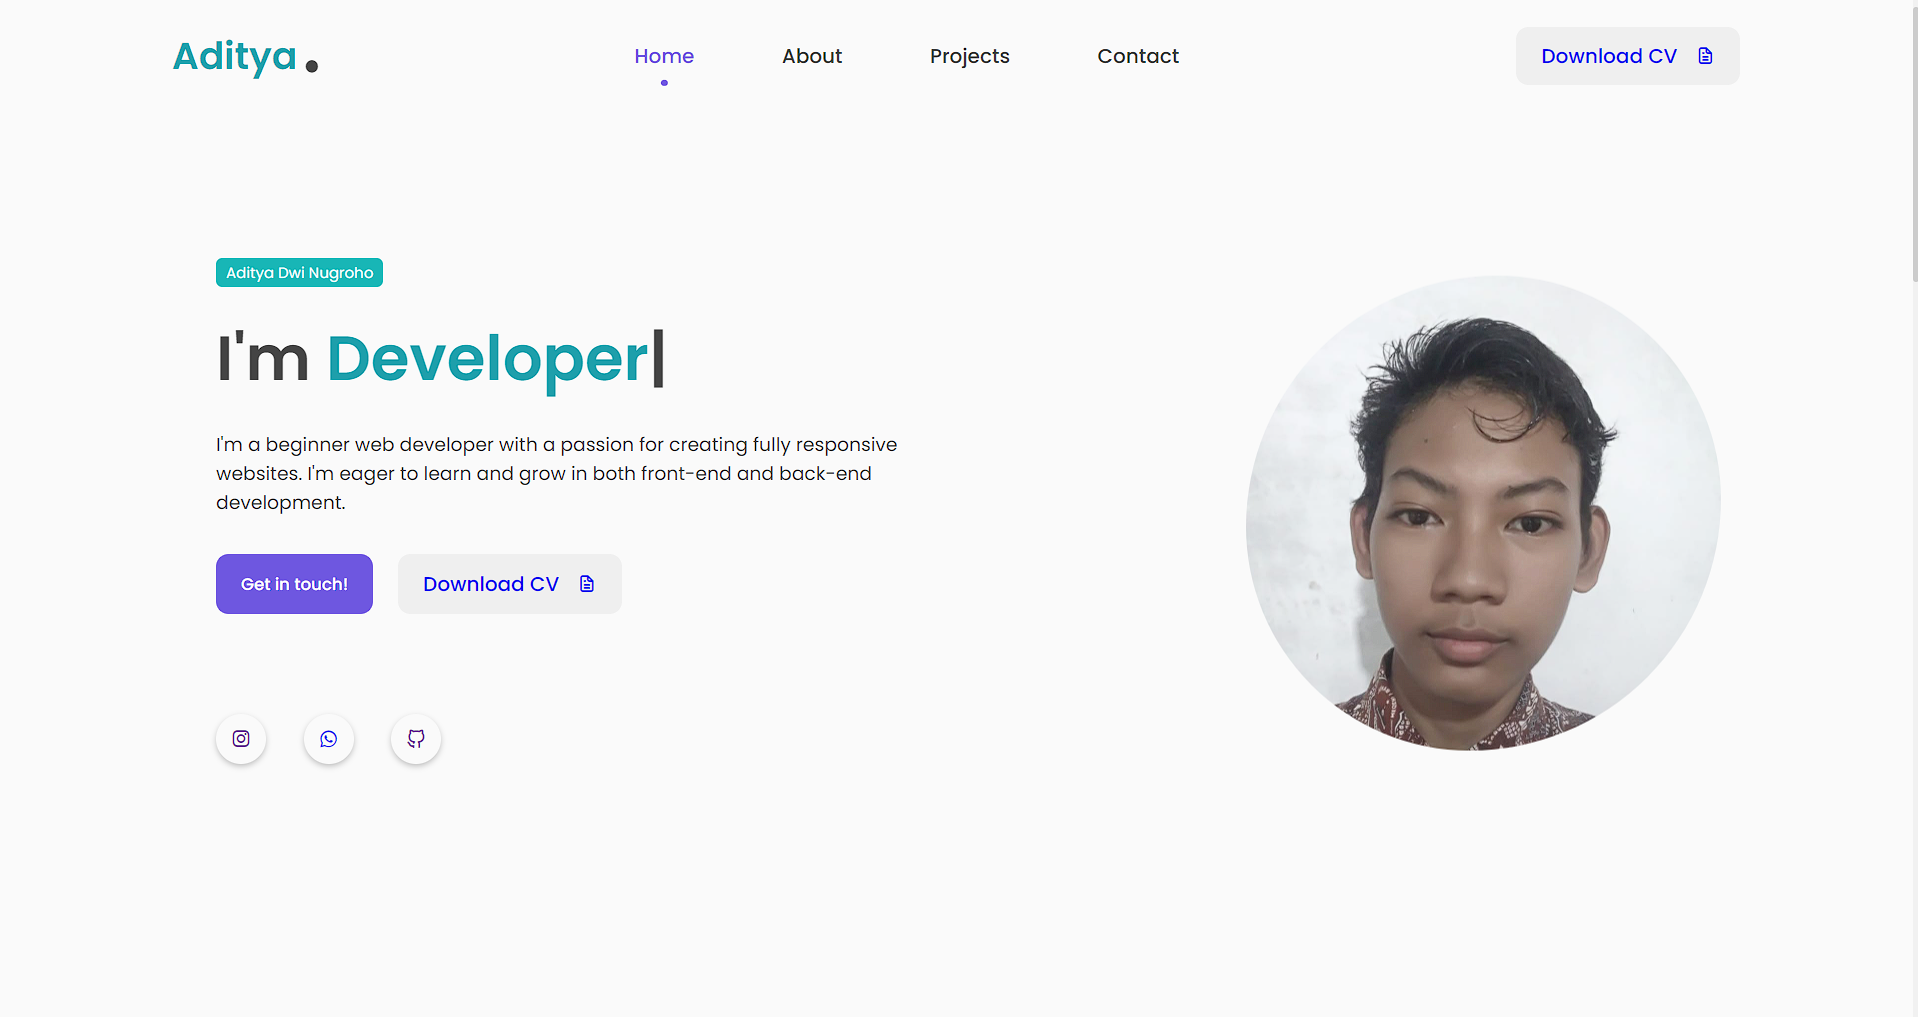 Aditya .
Home
About
Projects
Contact
Download CV
Aditya Dwi Nugroho
I'm Developer|
I'm a beginner web developer with a passion for creating fully responsive
websites. I'm eager to learn and grow in both front-end and back-end
development.
Get in touch!
Download CV